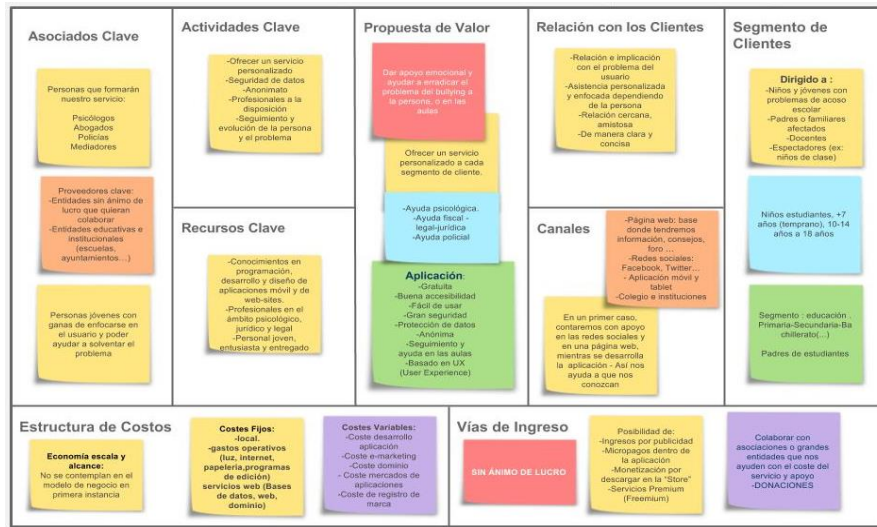 Asociados Clave
Personas que formarán
nuestro servicio:
Psicólogos
Abogados
Policías
Mediadores
Proveedores clave:
-Entidades sin ánimo de
lucro que quieran
colaborar
-Entidades educativas e
institucionales
(escuelas,
ayuntamientos…)
Personas jóvenes con
ganas de enfocarse en
el usuario y poder
ayudar a solventar el
problema
Actividades Clave
-Ofrecer un servicio
personalizado
-Seguridad de datos
-Anonimato
-Profesionales a la
disposición
-Seguimiento y
evolución de la persona
y el problema
Recursos Clave
-Conocimientos en
programación,
desarrollo y diseño de
aplicaciones móvil y de
web-sites.
-Profesionales en el
ámbito psicológico,
jurídico y legal
-Personal joven,
entusiasta y entregado
Propuesta de Valor
Dar apoyo emocional y
ayudar a erradicar el
problema del bullying a
la persona, o en las
aulas
Ofrecer un servicio
personalizado a cada
segmento de cliente.
-Ayuda psicológica.
-Ayuda fiscal -
legal-jurídica
-Ayuda policial
Aplicación:
-Gratuita
-Buena accesibilidad
-Fácil de usar
-Gran seguridad
-Protección de datos
-Anónima
-Seguimiento y
ayuda en las aulas
-Basado en UX
(User Experience)
Relación con los Clientes
-Relación e implicación
con el problema del
usuario
-Asistencia personalizada
y enfocada dependiendo
de la persona
-Relación cercana,
amistosa
-De manera clara y
concisa
Canales
-Página web: base
donde tendremos
información, consejos,
foro ...
-Redes sociales:
Facebook, Twitter...
- Aplicación móvil y
tablet
-Colegio e instituciones
En un primer caso,
contaremos con apoyo
en las redes sociales y
en una página web,
mientras se desarrolla
la aplicación - Así nos
ayuda a que nos
conozcan
Segmento de
Clientes
Dirigido a :
-Niños y jóvenes con
problemas de acoso
escolar
-Padres o familiares
afectados
-Docentes
-Espectadores (ex:
niños de clase)
Niños estudiantes, +7
años (temprano), 10-14
años a 18 años
Segmento : educación .
Primaria-Secundaria-Ba
chillerato(...)
Padres de estudiantes
Estructura de Costos
Economía escala y
alcance:
No se contemplan en el
modelo de negocio en
primera instancia
Costes Fijos:
-local.
-gastos operativos
(luz, internet,
papelería,programas
de edición)
servicios web (Bases
de datos, web,
dominio)
Costes Variables:
-Coste desarrollo
aplicación
-Coste e-marketing
-Coste dominio
- Coste mercados de
aplicaciones
-Coste de registro de
marca
Vías de Ingreso
SIN ÁNIMO DE LUCRO
Posibilidad de:
-Ingresos por publicidad
-Micropagos dentro de
la aplicación
-Monetización por
descargar en la "Store"
-Servicios Premium
(Freemium)
Colaborar con
asociaciones o grandes
entidades que nos
ayuden con el coste del
servicio y apoyo
-DONACIONES